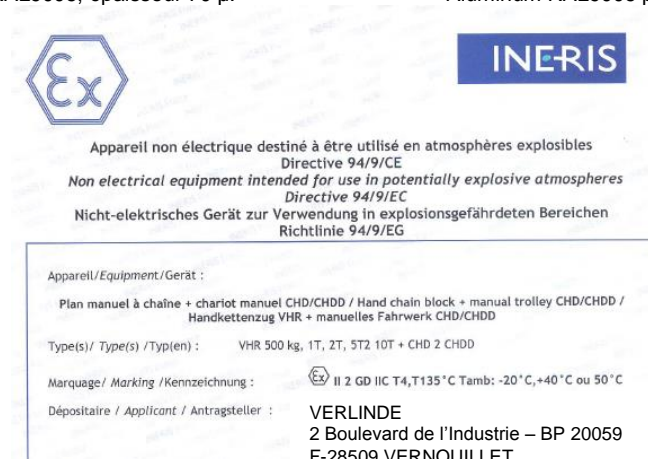 épaisseur 70 µ.
Ex
INERIS
Appareil non électrique destiné à être utilisé en atmosphères explosibles
Directive 94/9/CE
Non electrical equipment intended for use in potentially explosive atmospheres
Directive 94/9/EC
Nicht-elektrisches Gerät zur Verwendung in explosionsgefährdeten Bereichen
Richtlinie 94/9/EG
Appareil/Equipment/Gerät :
Plan manuel à chaîne + chariot manuel CHD/CHDD / Hand chain block + manual trolley CHD/CHDD /
Handkettenzug VHR + manuelles Fahrwerk CHD/CHDD
Type(s)/ Type(s) /Typ(en) : VHR 500 kg, 1T, 2T, 5T2 10T + CHD 2 CHDD
Marquage/ Marking /Kennzeichnung : Ex II 2 GD IIC T4,T135°C Tamb: -20°C,+40°C ou 50°C
Dépositaire / Applicant / Antragsteller : VERLINDE
2 Boulevard de l'Industrie – BP 20059
F-28509 VERNOUILLET